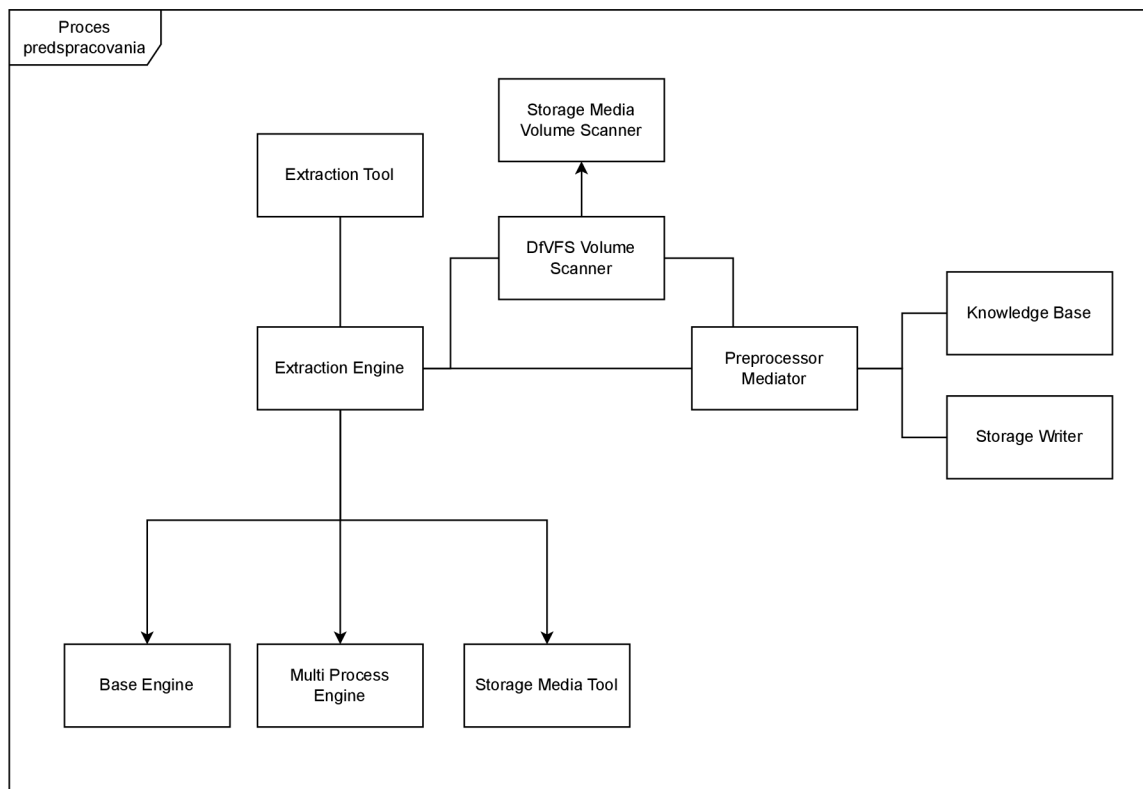 Proces
predspracovania
Storage Media
Volume Scanner
Extraction Tool
DfVFS Volume
Scanner
Knowledge Base
Extraction Engine
Preprocessor
Mediator
Storage Writer
Base Engine
Multi Process
Engine
Storage Media Tool